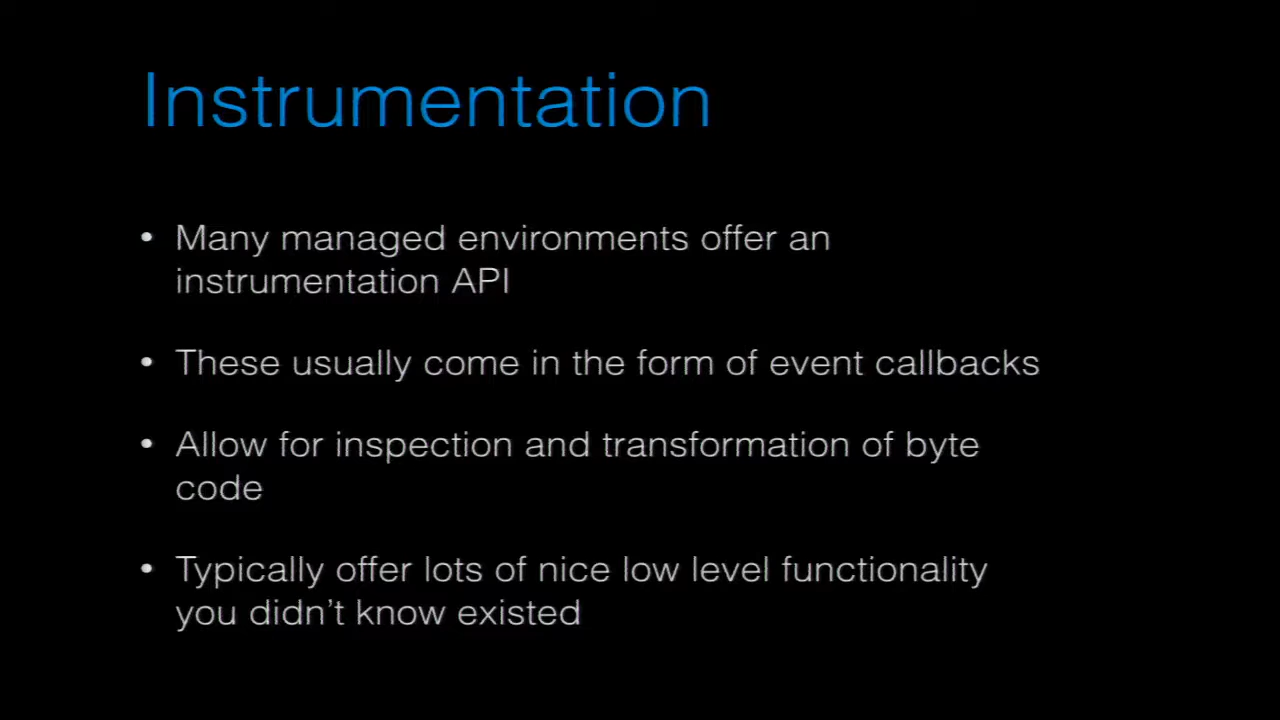 Instrumentation
• Many managed environments offer an
instrumentation API
• These usually come in the form of event callbacks
• Allow for inspection and transformation of byte
code
• Typically offer lots of nice low level functionality
you didn't know existed